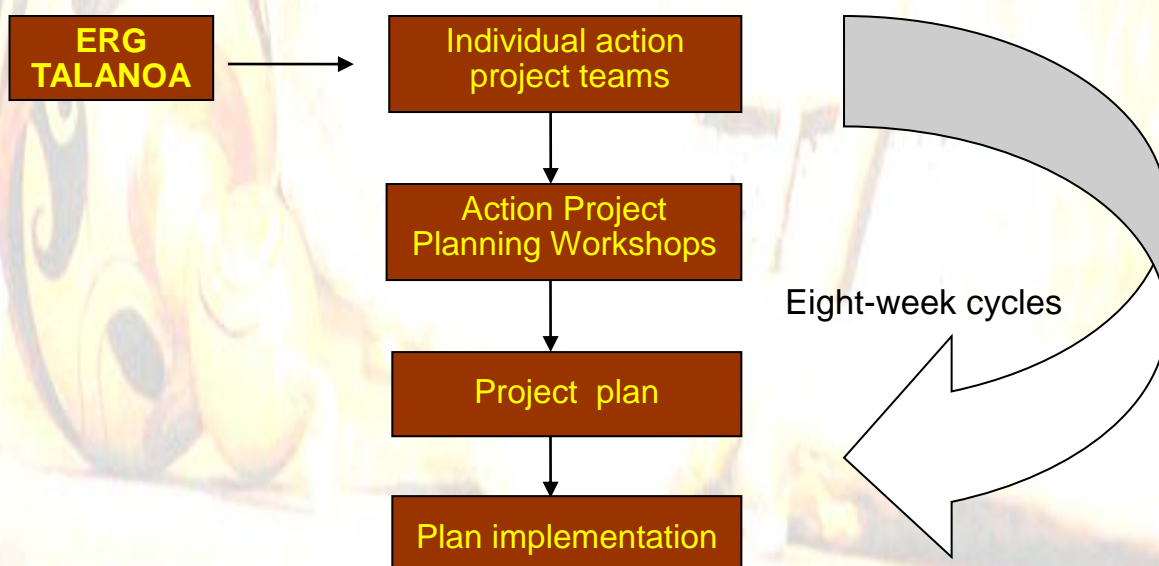 ERG
TALANOA
Individual action
project teams
Action Project
Planning Workshops
Eight-week cycles
Project plan
Plan implementation